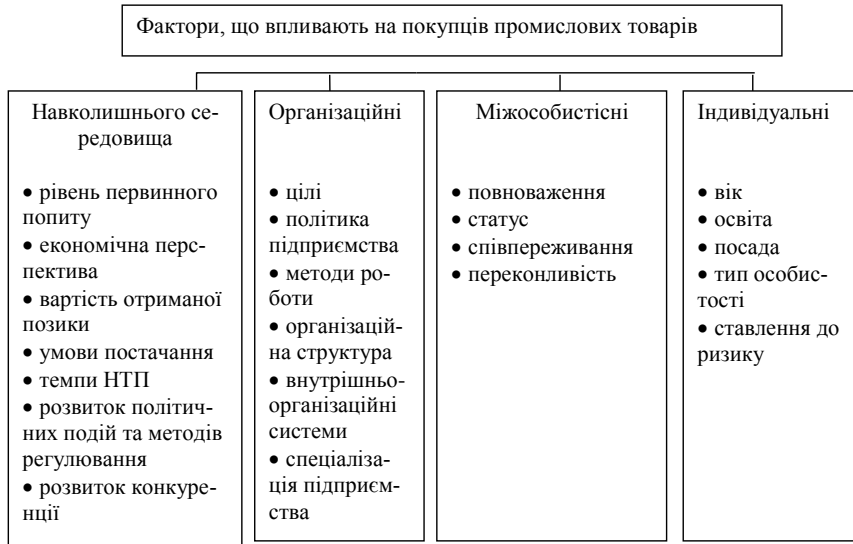 Фактори, що впливають на покупців промислових товарів
Навколишнього се-
редовища
• рівень первинного
попиту
• економічна перс-
пектива
• вартість отриманої
позики
• умови постачання
• темпи НТП
• розвиток політич-
них подій та методів
регулювання
• розвиток конкуре-
нції
Організаційні
• цілі
• політика
підприємства
• методи ро-
боти
• організацій-
на структура
• внутрішньо-
організаційні
системи
• спеціаліза-
ція підприєм-
ства
Міжособистісні
• повноваження
• статус
• співпереживання
• переконливість
Індивідуальні
• вік
• освіта
• посада
• тип особис-
тості
• ставлення до
ризику